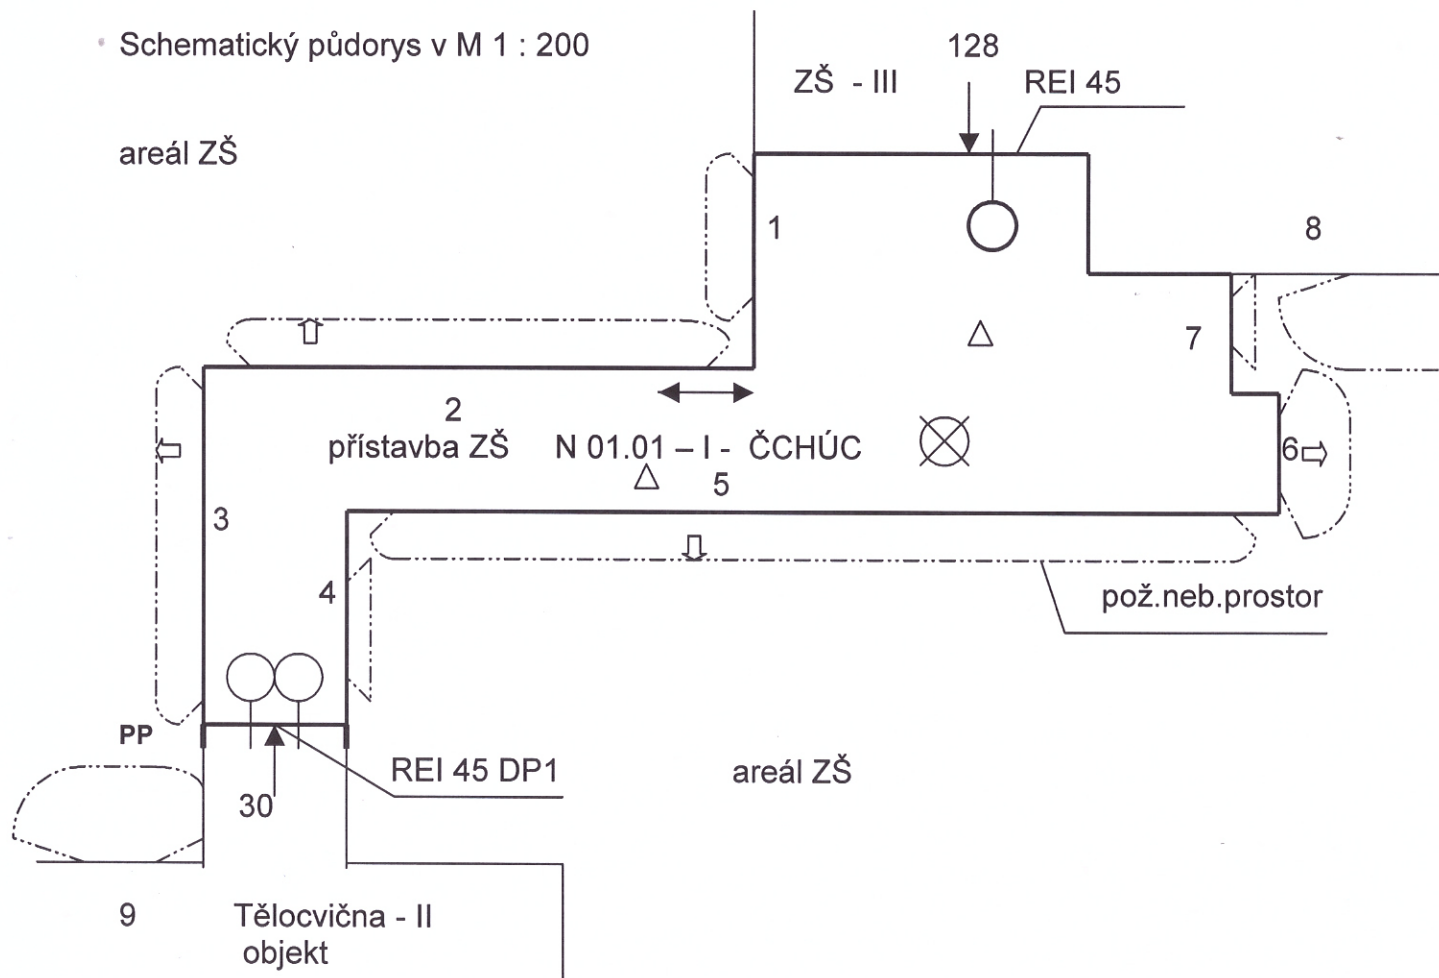 Schematický půdorys v M 1 : 200
128
ZŠ - III
REI 45
areál ZŠ
1
8
7
2
přístavba ZŠ N 01.01 – I - ČCHÚC
6
5
3
4
pož.neb.prostor
PP
REI 45 DP1
areál ZŠ
30
9
Tělocvična - II
objekt